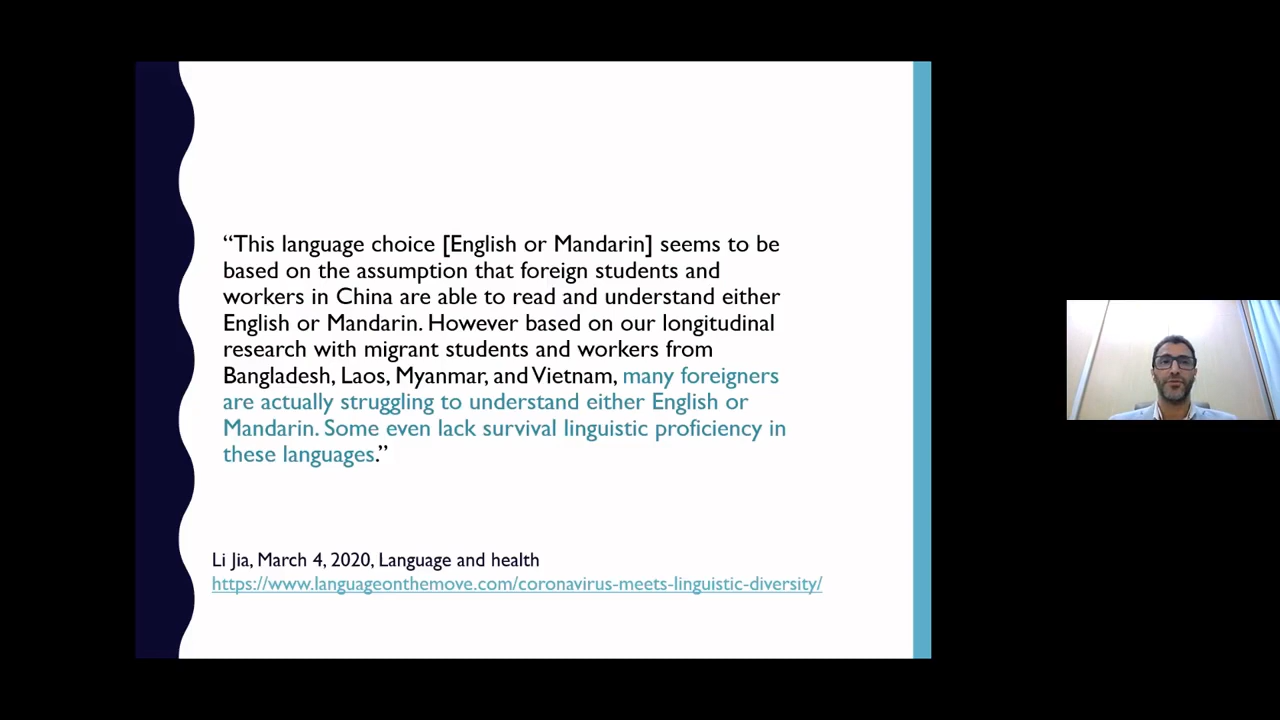 “This language choice [English or Mandarin] seems to be
based on the assumption that foreign students and
workers in China are able to read and understand either
English or Mandarin. However based on our longitudinal
research with migrant students and workers from
Bangladesh, Laos, Myanmar, and Vietnam, many foreigners
are actually struggling to understand either English or
Mandarin. Some even lack survival linguistic proficiency in
these languages.”
Li Jia, March 4, 2020, Language and health
https://www.languageonthemove.com/coronavirus-meets-linguistic-diversity/